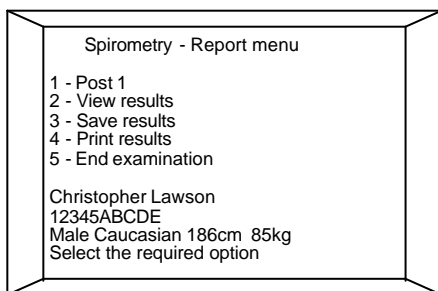 Spirometry - Report menu
1 - Post 1
2 - View results
3 - Save results
4 - Print results
5 - End examination
Christopher Lawson
12345ABCDE
Male Caucasian 186cm 85kg
Select the required option